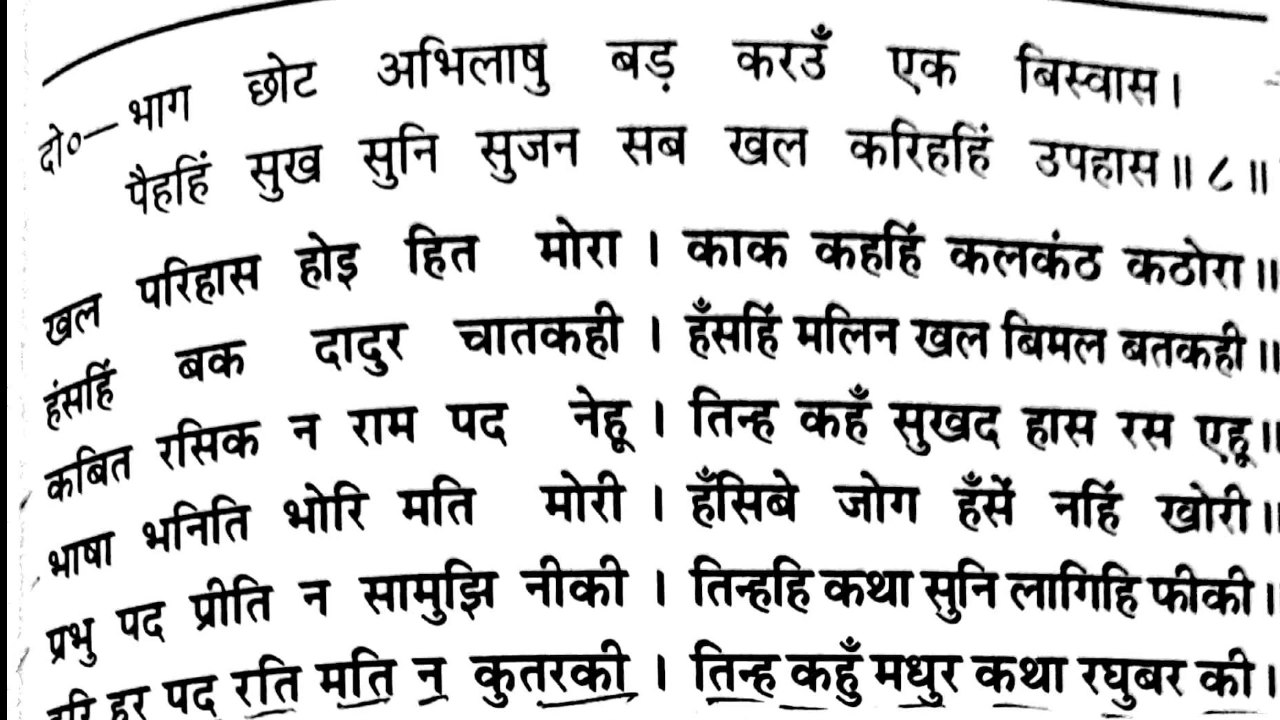 दो०— भाग छोट अभिलाषु बड़ करउँ एक बिस्वास।
पैहहिं सुख सुनि सुजन सब खल करिहहिं उपहास॥ ८॥
खल परिहास होइ हित मोरा । काक कहहिं कलकंठ कठोरा॥
हंसहिं बक दादुर चातकही । हँसहिं मलिन खल बिमल बतकही॥
कबित रसिक न राम पद नेहू । तिन्ह कहँ सुखद हास रस एहू॥
भाषा भनिति भोरि मति मोरी । हँसिबे जोग हँसें नहिं खोरी॥
प्रभु पद प्रीति न सामुझि नीकी । तिन्हहि कथा सुनि लागिहि फीकी।
हरि हर पद रति मति न कुतरकी । तिन्ह कहुँ मधुर कथा रघुबर की।